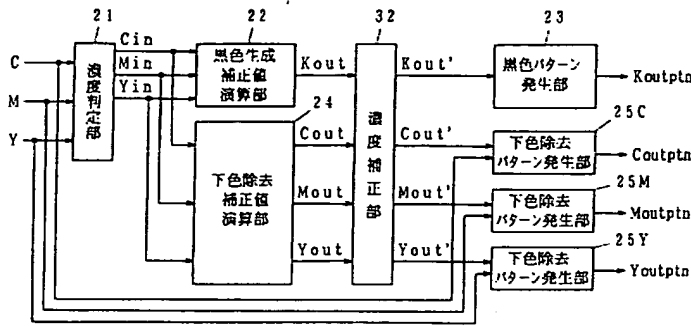 21
22
32
23
C
M
Y
濃度判定部
Cin
Min
Yin
黒色生成
補正値
演算部
Kout
24
下色除去
補正値
演算部
Cout
Mout
Yout
濃度補正部
Kout'
Cout'
Mout'
Yout'
黒色パターン
発生部
Koutptn
25C
下色除去
パターン発生部
Coutptn
25M
下色除去
パターン発生部
Moutptn
25Y
下色除去
パターン発生部
Youtptn